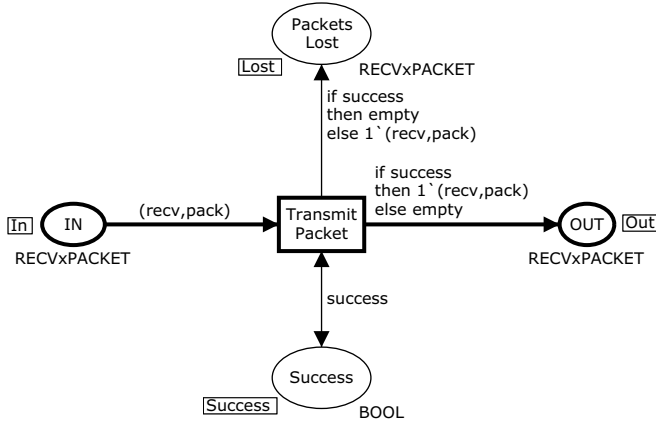 Packets
Lost
Lost
RECVxPACKET
if success
then empty
else 1`(recv,pack)
if success
then 1`(recv,pack)
else empty
(recv,pack)
In
IN
Transmit
Packet
OUT
Out
RECVxPACKET
RECVxPACKET
success
Success
Success
BOOL